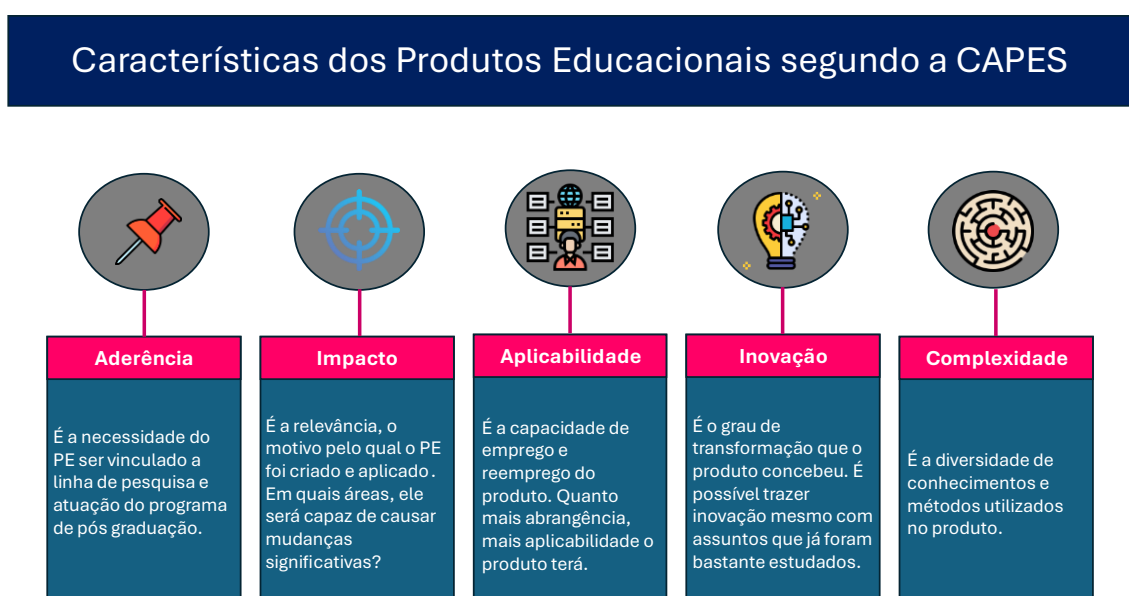 Características dos Produtos Educacionais segundo a CAPES
Aderência
É a necessidade do
PE ser vinculado a
linha de pesquisa e
atuação do programa
de pós graduação.
Impacto
É a relevância, o
motivo pelo qual o PE
foi criado e aplicado.
Em quais áreas, ele
será capaz de causar
mudanças
significativas?
Aplicabilidade
É a capacidade de
emprego e
reemprego do
produto. Quanto
mais abrangência,
mais aplicabilidade o
produto terá.
Inovação
É o grau de
transformação que o
produto concebeu. É
possível trazer
inovação mesmo com
assuntos que já foram
bastante estudados.
Complexidade
É a diversidade de
conhecimentos e
métodos utilizados
no produto.